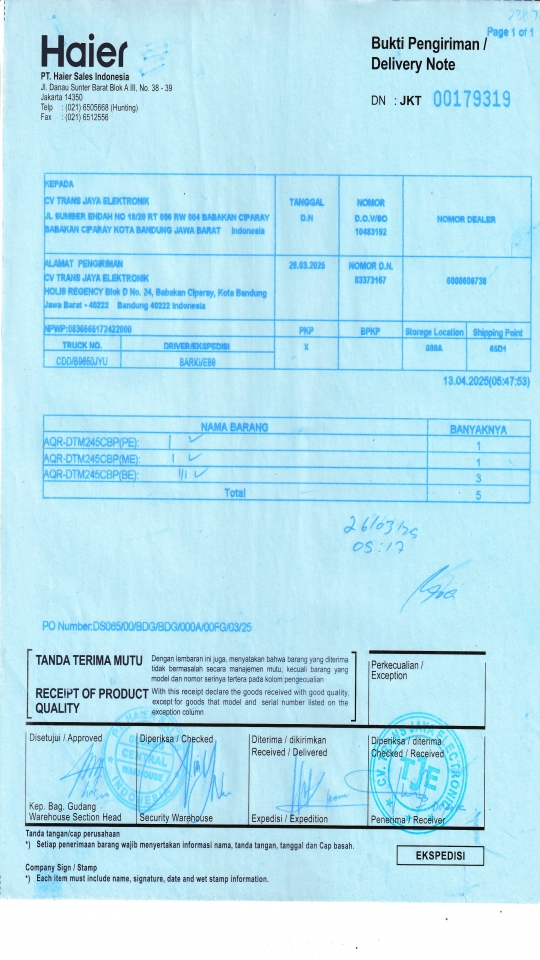 Page 1 of 1
Haier
Bukti Pengiriman /
Delivery Note
PT. Haier Sales Indonesia
Jl. Danau Sunter Barat Blok A III, No. 38 - 39
Jakarta 14350
Telp : (021) 6505668 (Hunting)
Fax : (021) 6512556
DN : JKT 00179319
KEPADA
CV TRANS JAYA ELEKTRONIK
JL SUMBER ENDAH NO 18/20 RT 006 RW 004 BABAKAN CIPARAY
BABAKAN CIPARAY KOTA BANDUNG JAWA BARAT Indonesia
TANGGAL
D.N
NOMOR
D.O.V/SO
10483192
NOMOR DEALER
ALAMAT PENGIRIMAN
CV TRANS JAYA ELEKTRONIK
HOLIS REGENCY Blok D No. 24, Babakan Ciparay, Kota Bandung
Jawa Barat - 40222 Bandung 40222 Indonesia
26.03.2025
NOMOR D.N.
83373167
0000609738
PKP BPKP Storage Location Shipping Point
TRUCK NO. DRIVER/EKSPEDISI X 000A 65D1
BARKI/E88
13.04.2025(05:47:53)
NAMA BARANG BANYAKNYA
AQR-DTM245CBP(PE): 1
AQR-DTM245CBP(ME): 1
AQR-DTM245CBP(BE): 3
Total 5
26/03/25
05:17
PO Number:DS065/00/BDG/BDG/000A/00FG/03/25
TANDA TERIMA MUTU
Dengan lembaran ini juga, menyatakan bahwa barang yang diterima
tidak bermasalah secara manajemen mutu, kecuali barang yang
model dan nomor serinya tertera pada kolom pengecualian
RECEIPT OF PRODUCT
QUALITY
With this receipt declare the goods received with good quality,
except for goods that model and serial number listed on the
exception column
Perkecualian /
Exception
Disetujui / Approved
Diperiksa / Checked
Diterima / dikirimkan
Received / Delivered
Diperiksa / diterima
Checked / Received
CENTRAL
WAREHOUSE
INDONESIA
CV. TRANS JAYA ELECTRONIC
TJE
Kep. Bag. Gudang
Warehouse Section Head
Security Warehouse
Expedisi / Expedition
Penerima / Receiver
Tanda tangan/cap perusahaan
*) Setiap penerimaan barang wajib menyertakan informasi nama, tanda tangan, tanggal dan Cap basah.
EKSPEDISI
Company Sign / Stamp
*) Each item must include name, signature, date and wet stamp information.